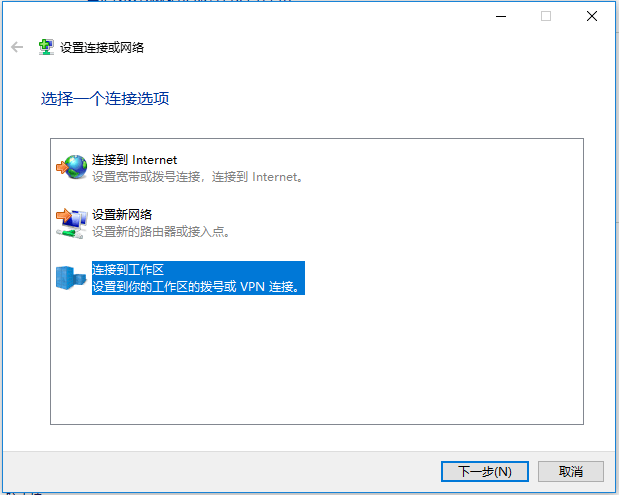 设置连接或网络
选择一个连接选项
连接到 Internet
设置宽带或拨号连接，连接到 Internet。
设置新网络
设置新的路由器或接入点。
连接到工作区
设置到你的工作区的拨号或 VPN 连接。
下一步(N)
取消